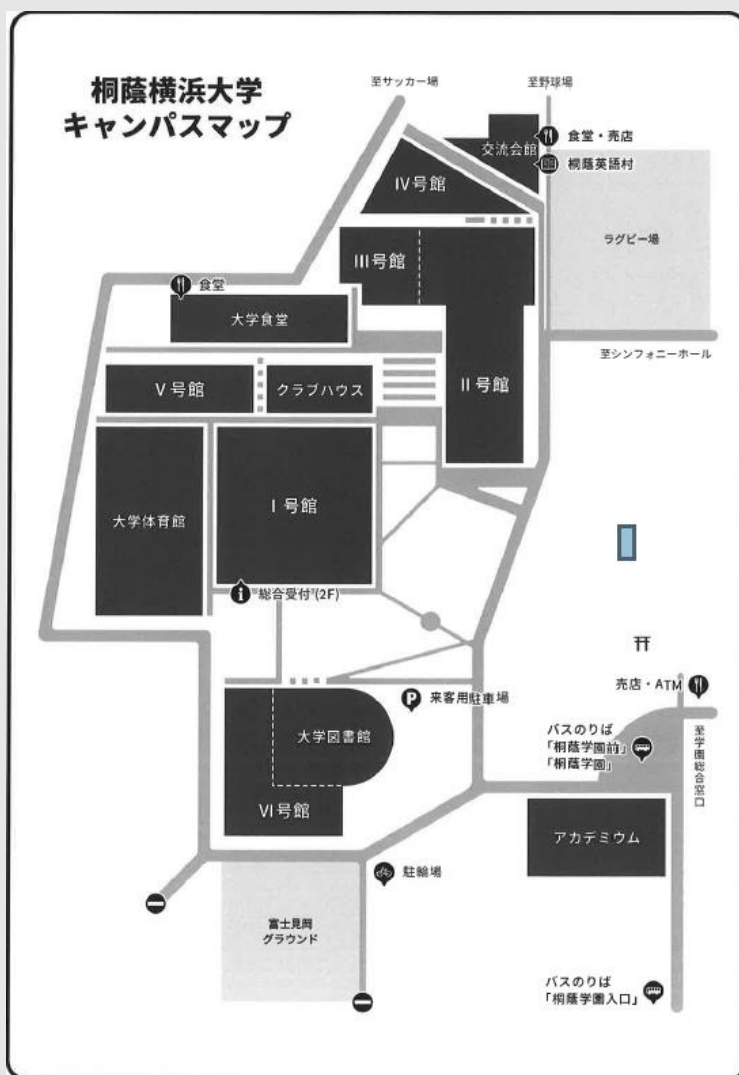 桐蔭横浜大学
キャンパスマップ
至サッカー場
至野球場
食堂・売店
交流会館
桐蔭英語村
IV号館
ラグビー場
III号館
食堂
大学食堂
至シンフォニーホール
V号館
クラブハウス
II号館
I号館
大学体育館
総合受付(2F)
売店・ATM
来客用駐車場
バスのりば
「桐蔭学園前」
「桐蔭学園」
至学園総合窓口
大学図書館
VI号館
アカデミウム
駐輪場
富士見岡
グラウンド
バスのりば
「桐蔭学園入口」